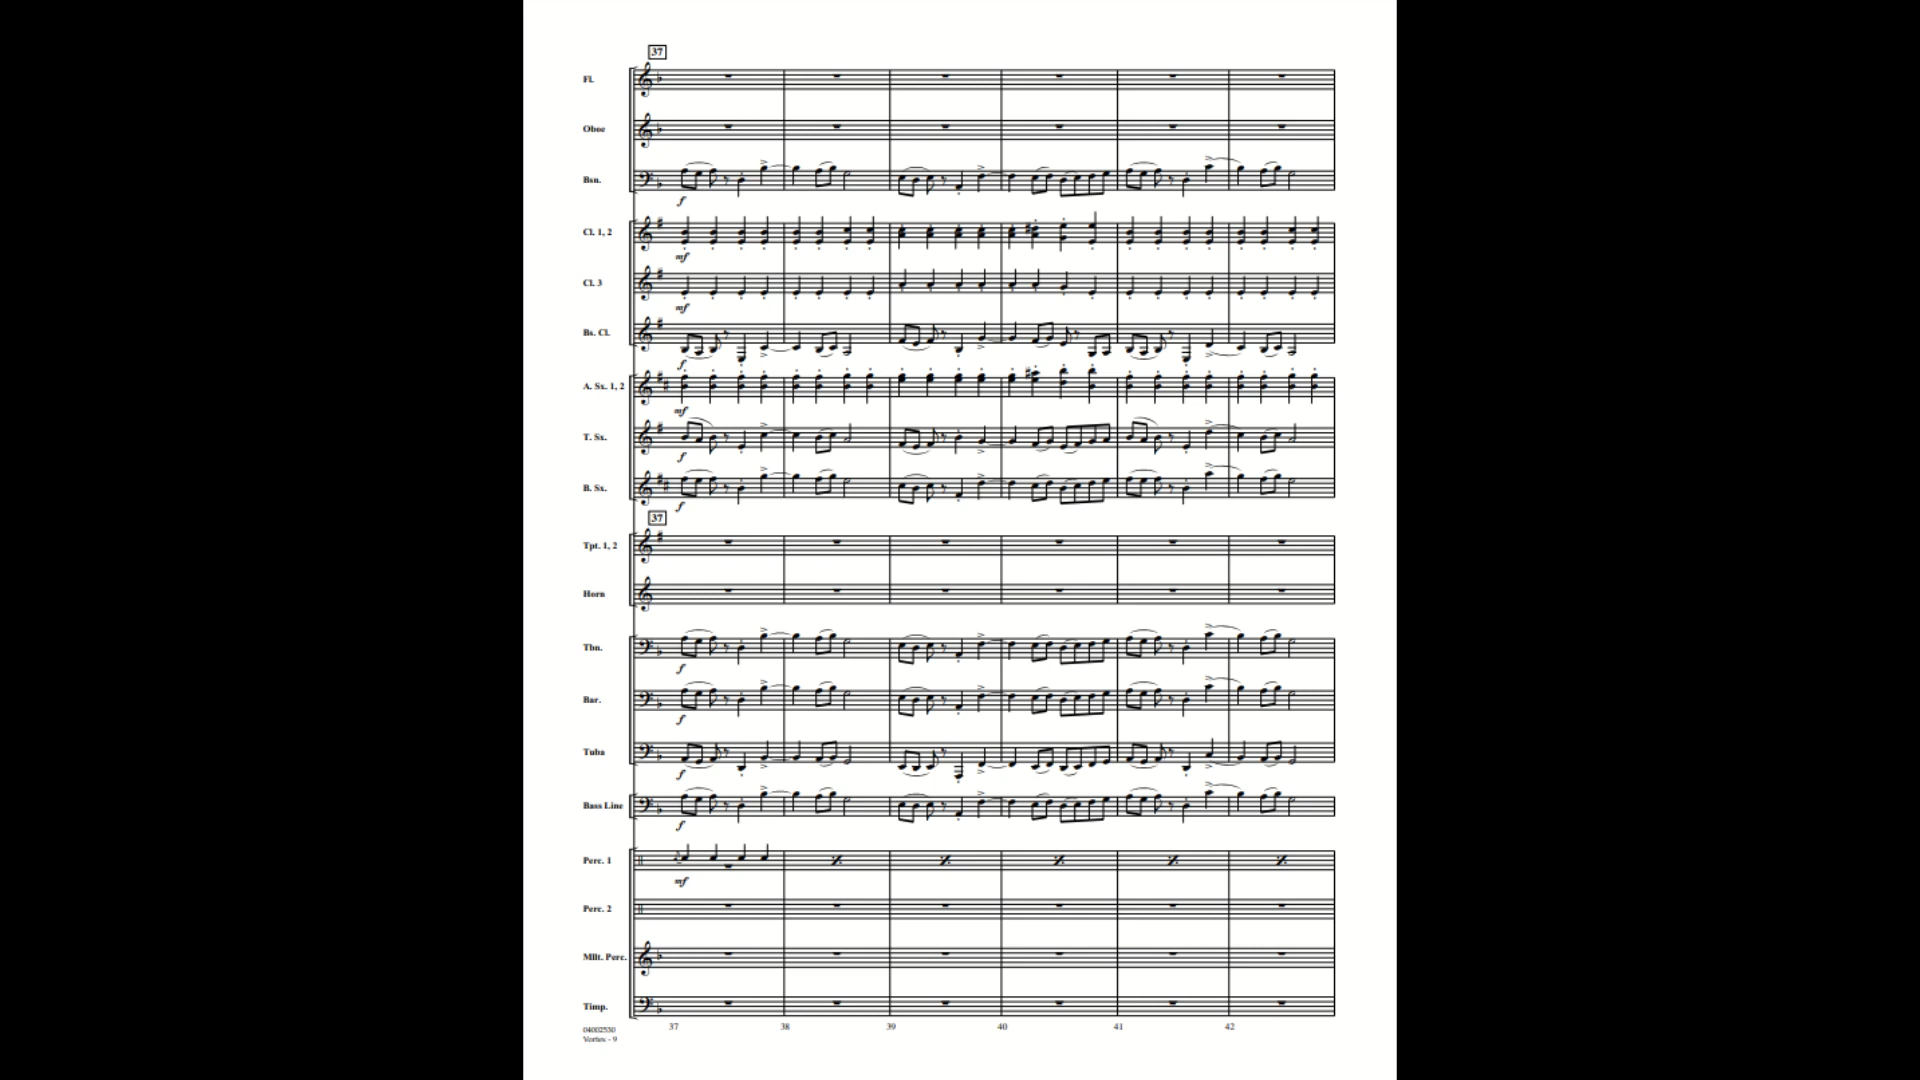 37
Fl.
Oboe
Bsn.
f
Cl. 1, 2
mf
Cl. 3
mf
Bs. Cl.
f
A. Sx. 1, 2
mf
T. Sx.
f
B. Sx.
f
37
Tpt. 1, 2
Horn
Tbn.
f
Bar.
f
Tuba
f
Bass Line
f
Perc. 1
mf
Perc. 2
Mllt. Perc.
Timp.
37 38 39 40 41 42
04002530
Vortex - 9